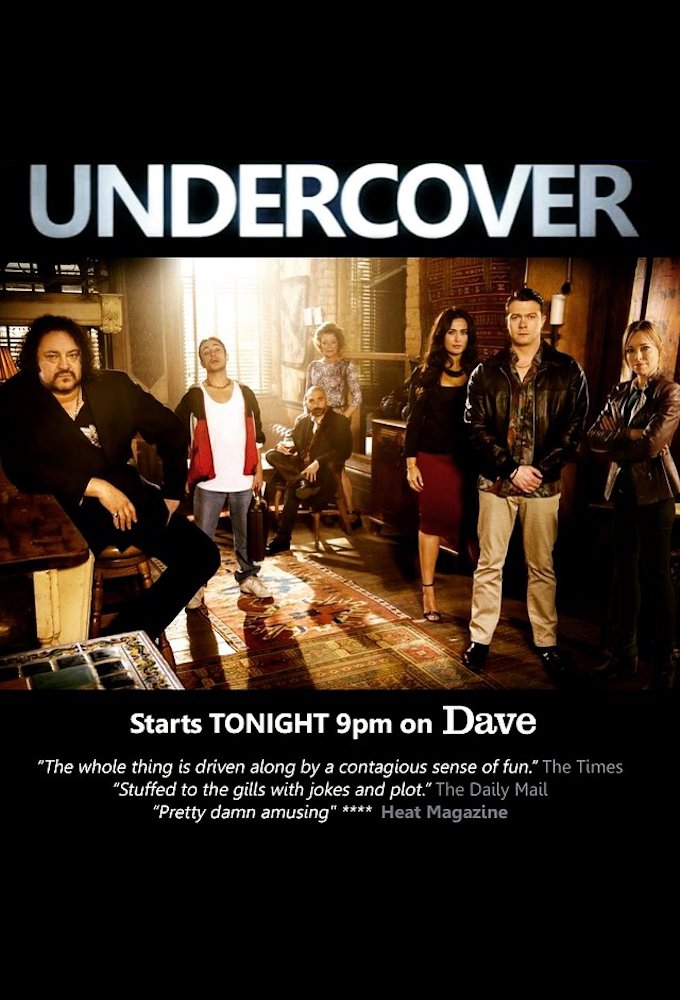 UNDERCOVER
Starts TONIGHT 9pm on Dave
"The whole thing is driven along by a contagious sense of fun." The Times
"Stuffed to the gills with jokes and plot." The Daily Mail
"Pretty damn amusing" **** Heat Magazine